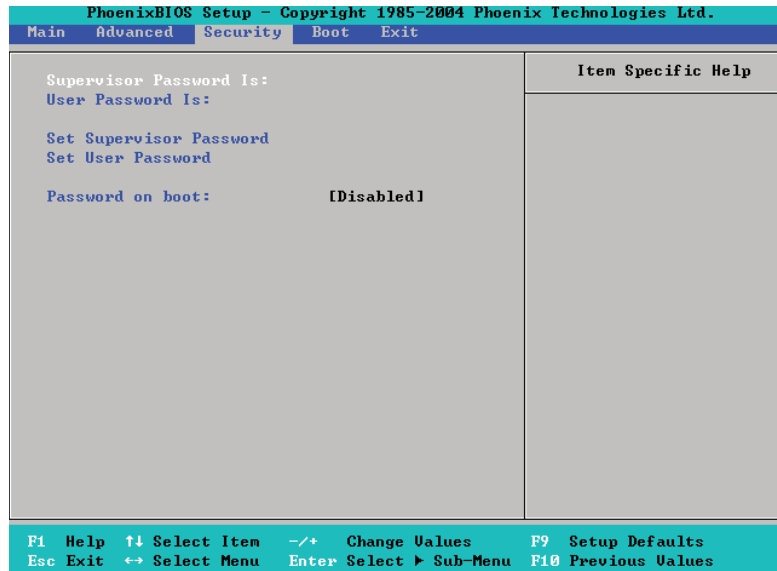 PhoenixBIOS Setup – Copyright 1985-2004 Phoenix Technologies Ltd.
Main Advanced Security Boot Exit
Item Specific Help
Supervisor Password Is:
User Password Is:
Set Supervisor Password
Set User Password
Password on boot: [Disabled]
F1 Help ↑↓ Select Item -/+ Change Values F9 Setup Defaults
Esc Exit ↔ Select Menu Enter Select ▶ Sub-Menu F10 Previous Values